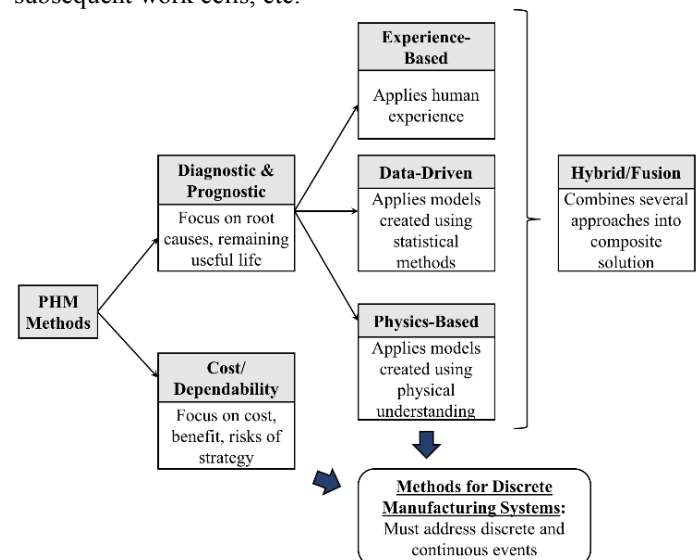 subsequent work cells, etc.
Experience-
Based
Applies human
experience
Diagnostic &
Prognostic
Focus on root
causes, remaining
useful life
Data-Driven
Applies models
created using
statistical
methods
Hybrid/Fusion
Combines several
approaches into
composite
solution
PHM
Methods
Physics-Based
Applies models
created using
physical
understanding
Cost/
Dependability
Focus on cost,
benefit, risks of
strategy
Methods for Discrete
Manufacturing Systems:
Must address discrete and
continuous events